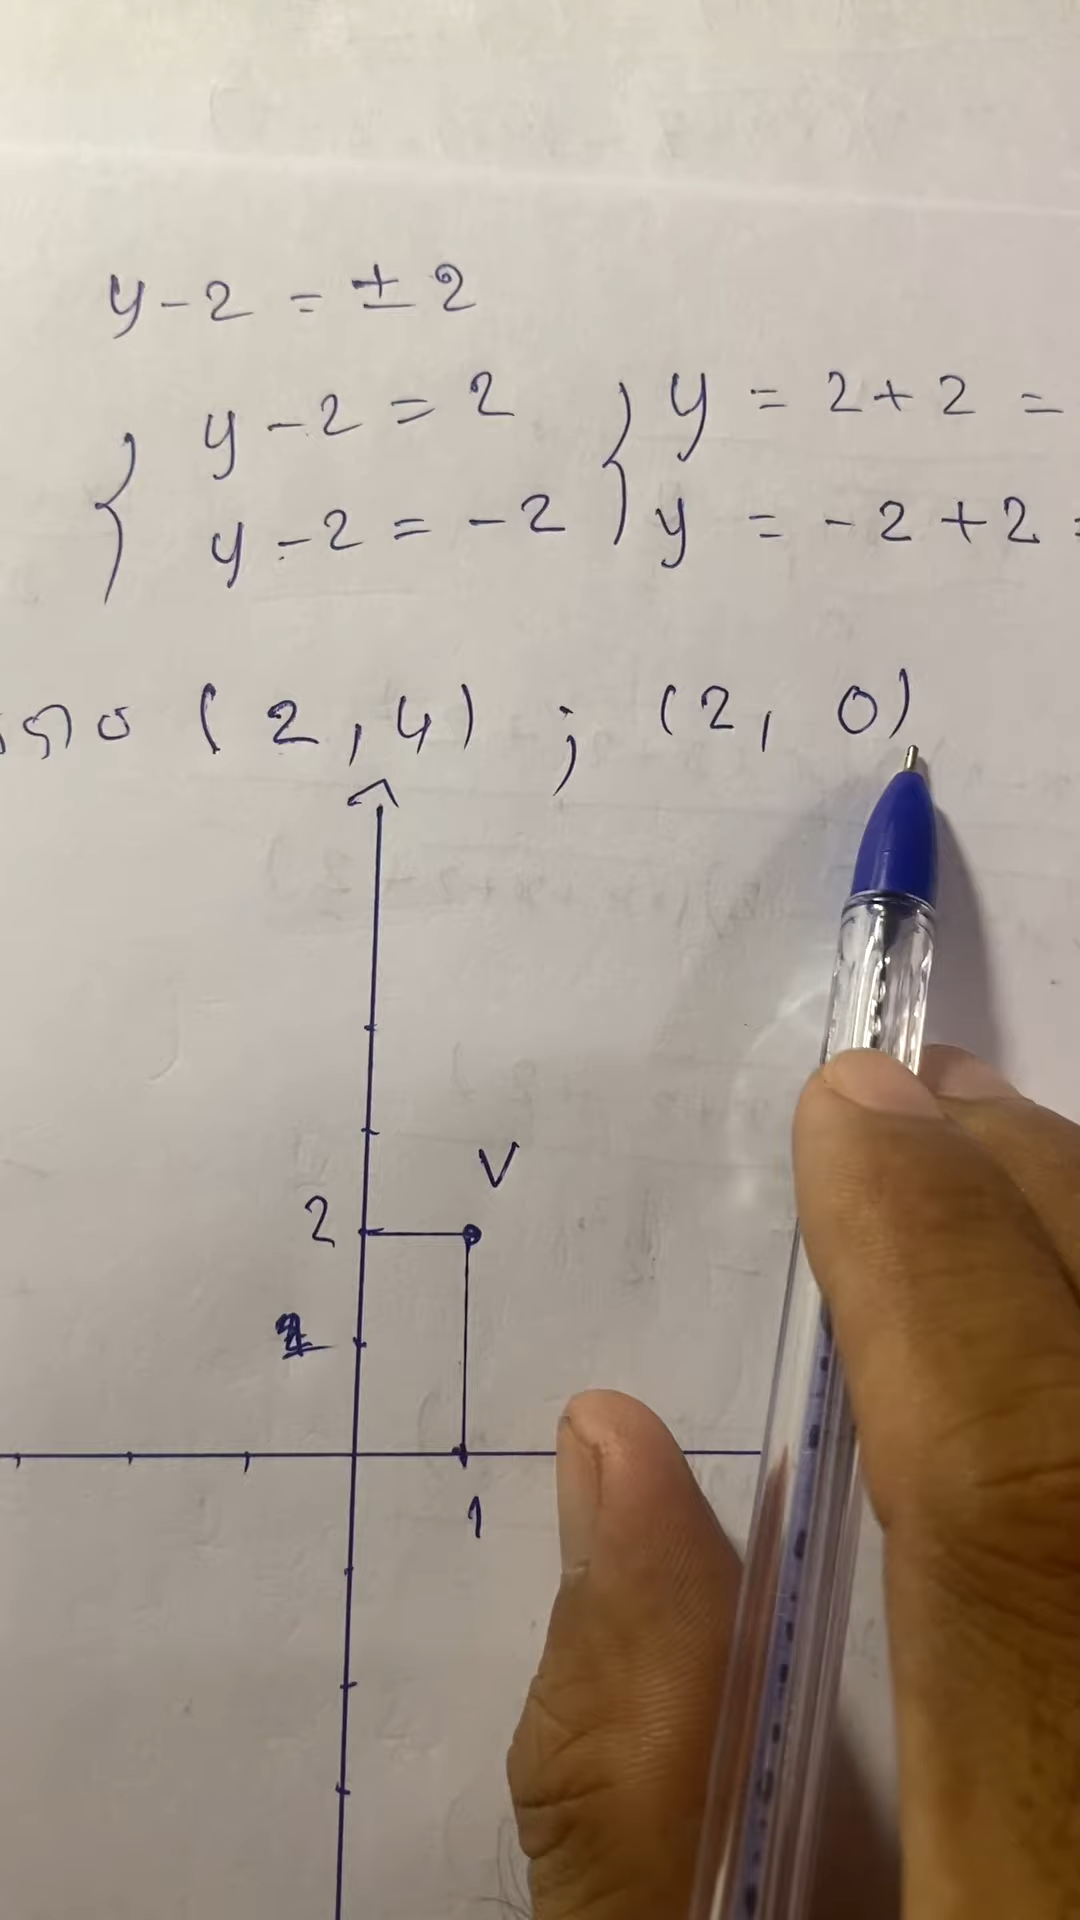 y - 2 = ± 2
{ y - 2 = 2 } y = 2 + 2 =
{ y - 2 = -2 } y = -2 + 2 =
(2, 4) ; (2, 0)
V
2
1